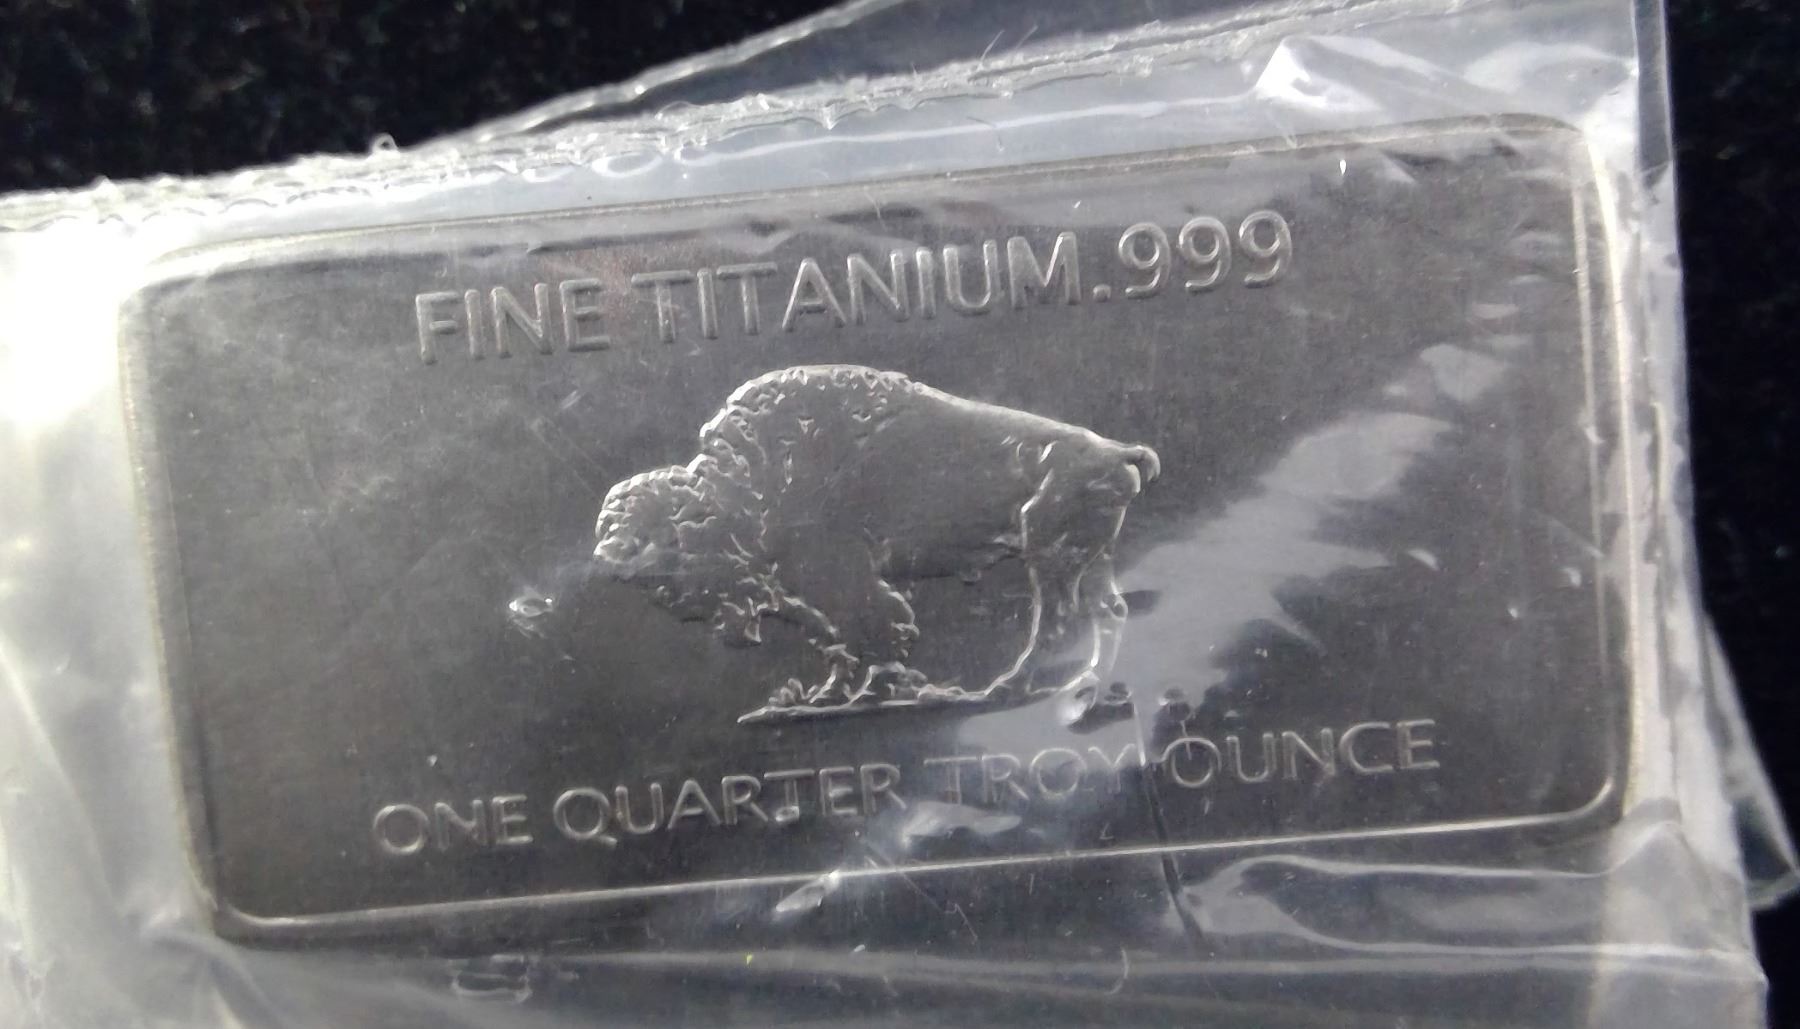 FINE TITANIUM .999
ONE QUARTER TROY OUNCE